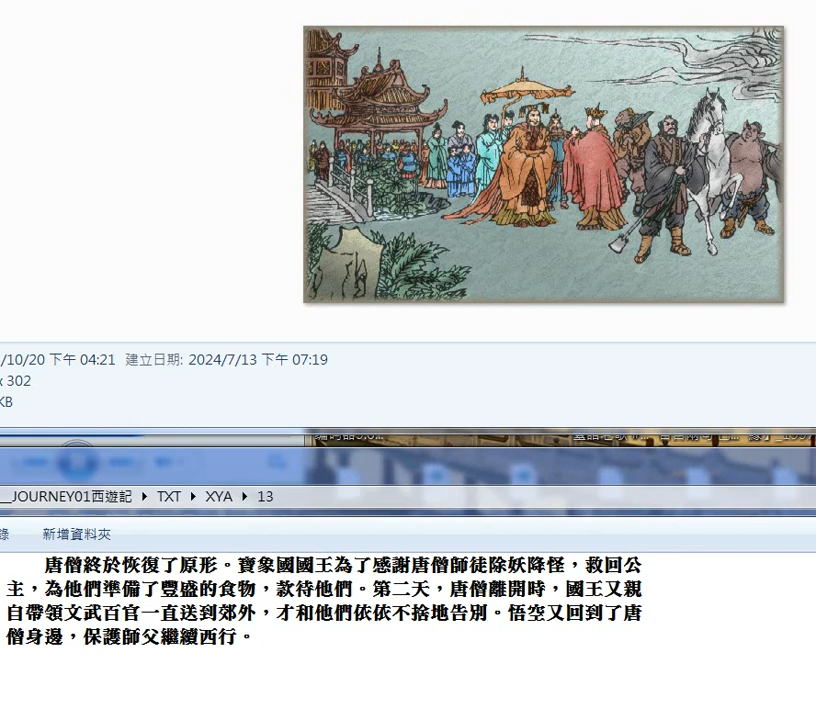 /10/20 下午 04:21 建立日期: 2024/7/13 下午 07:19
x 302
KB
__JOURNEY01西遊記 ▸ TXT ▸ XYA ▸ 13
錄 新增資料夾
唐僧終於恢復了原形。寶象國國王為了感謝唐僧師徒除妖降怪，救回公
主，為他們準備了豐盛的食物，款待他們。第二天，唐僧離開時，國王又親
自帶領文武百官一直送到郊外，才和他們依依不捨地告別。悟空又回到了唐
僧身邊，保護師父繼續西行。